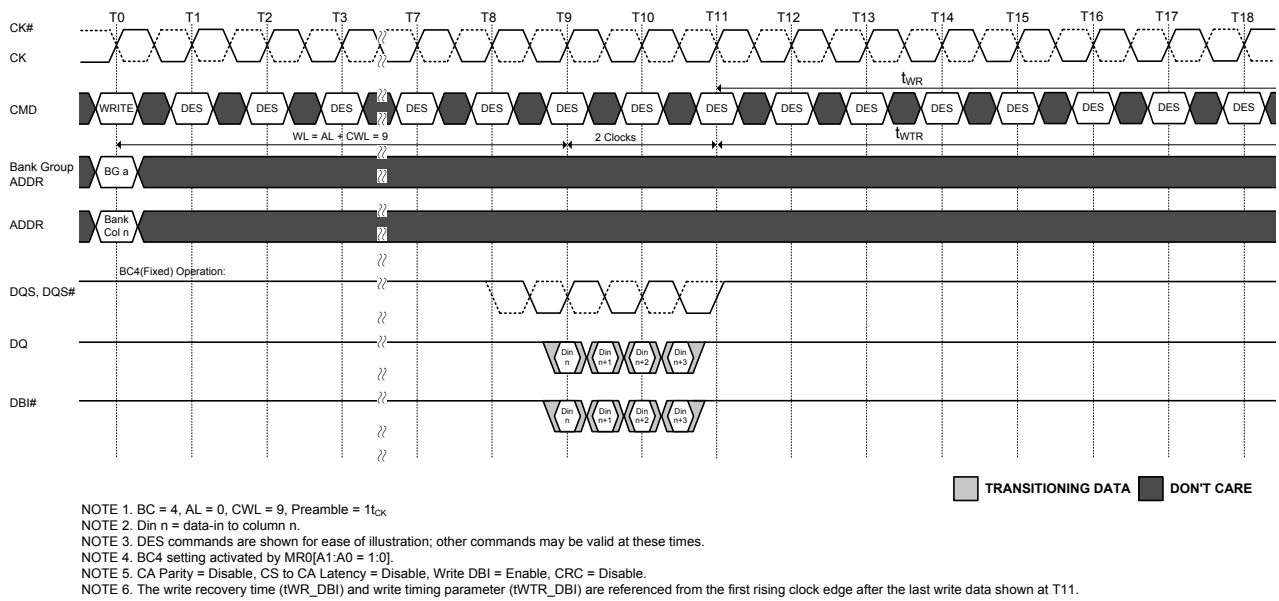 T0 T1 T2 T3 T7 T8 T9 T10 T11 T12 T13 T14 T15 T16 T17 T18
CK#
CK
tWR
CMD WRITE DES DES DES DES DES DES DES DES DES DES DES DES DES DES DES
WL = AL + CWL = 9 2 Clocks tWTR
Bank Group
ADDR
BG a
ADDR
Bank
Col n
BC4(Fixed) Operation:
DQS, DQS#
DQ
Din n Din n+1 Din n+2 Din n+3
DBI#
Din n Din n+1 Din n+2 Din n+3
TRANSITIONING DATA DON'T CARE
NOTE 1. BC = 4, AL = 0, CWL = 9, Preamble = 1tCK
NOTE 2. Din n = data-in to column n.
NOTE 3. DES commands are shown for ease of illustration; other commands may be valid at these times.
NOTE 4. BC4 setting activated by MR0[A1:A0 = 1:0].
NOTE 5. CA Parity = Disable, CS to CA Latency = Disable, Write DBI = Enable, CRC = Disable.
NOTE 6. The write recovery time (tWR_DBI) and write timing parameter (tWTR_DBI) are referenced from the first rising clock edge after the last write data shown at T11.